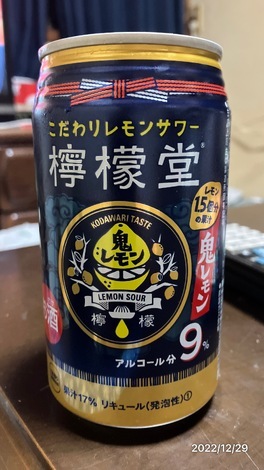 こだわりレモンサワー
檸檬堂®
レモン
1.5個分
の果汁
KODAWARI TASTE
鬼
レモン
LEMON SOUR
檸 檬
鬼レモン
酒
アルコール分 9%
果汁17% リキュール(発泡性)①
2022/12/29